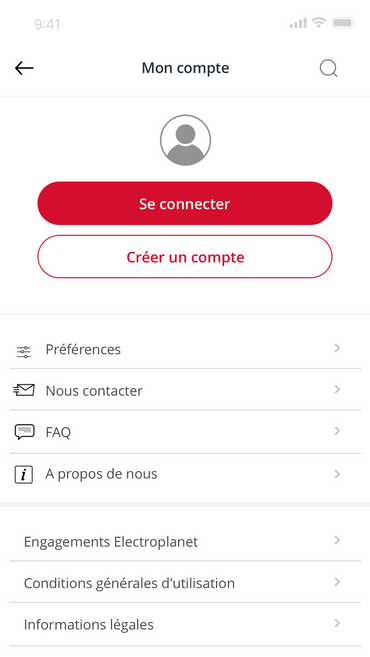 9:41
Mon compte
Se connecter
Créer un compte
Préférences
Nous contacter
FAQ
A propos de nous
Engagements Electroplanet
Conditions générales d'utilisation
Informations légales